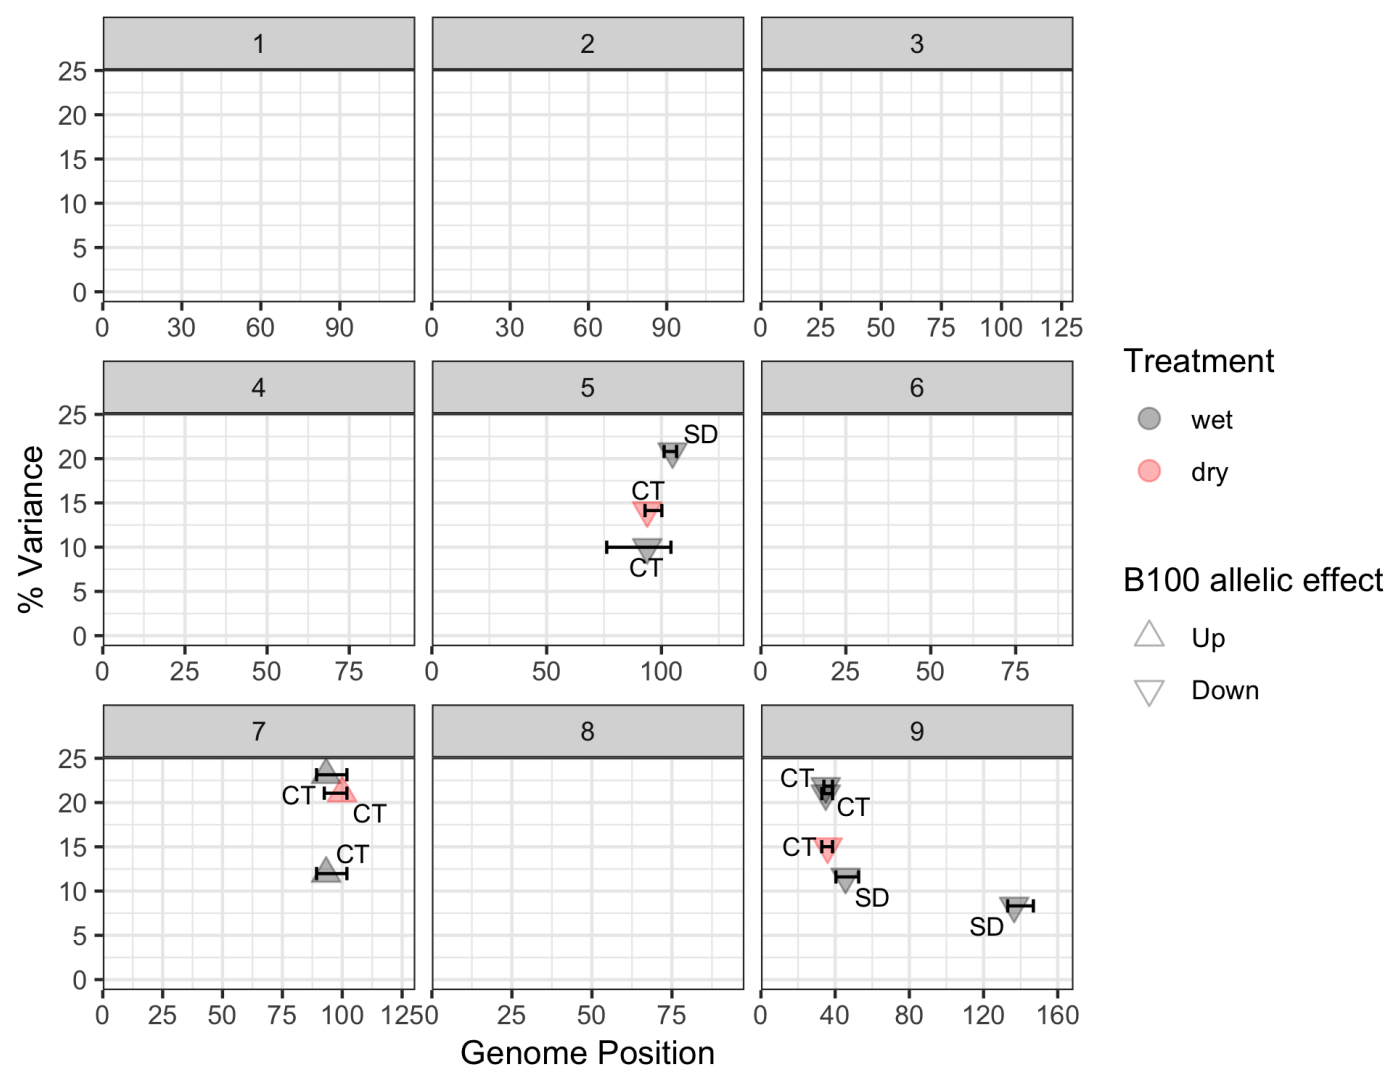 1 2 3
25
20
15
10
5
0
0 30 60 90 0 30 60 90 0 25 50 75 100 125
4 5 6
25
20
15
10
5
0
SD
CT
CT
0 25 50 75 0 50 100 0 25 50 75
7 8 9
25
20
15
10
5
0
CT
CT
CT
CT
CT
CT
SD
SD
0 25 50 75 100 125 0 25 50 75 0 40 80 120 160
% Variance
Genome Position
Treatment
wet
dry
B100 allelic effect
Up
Down